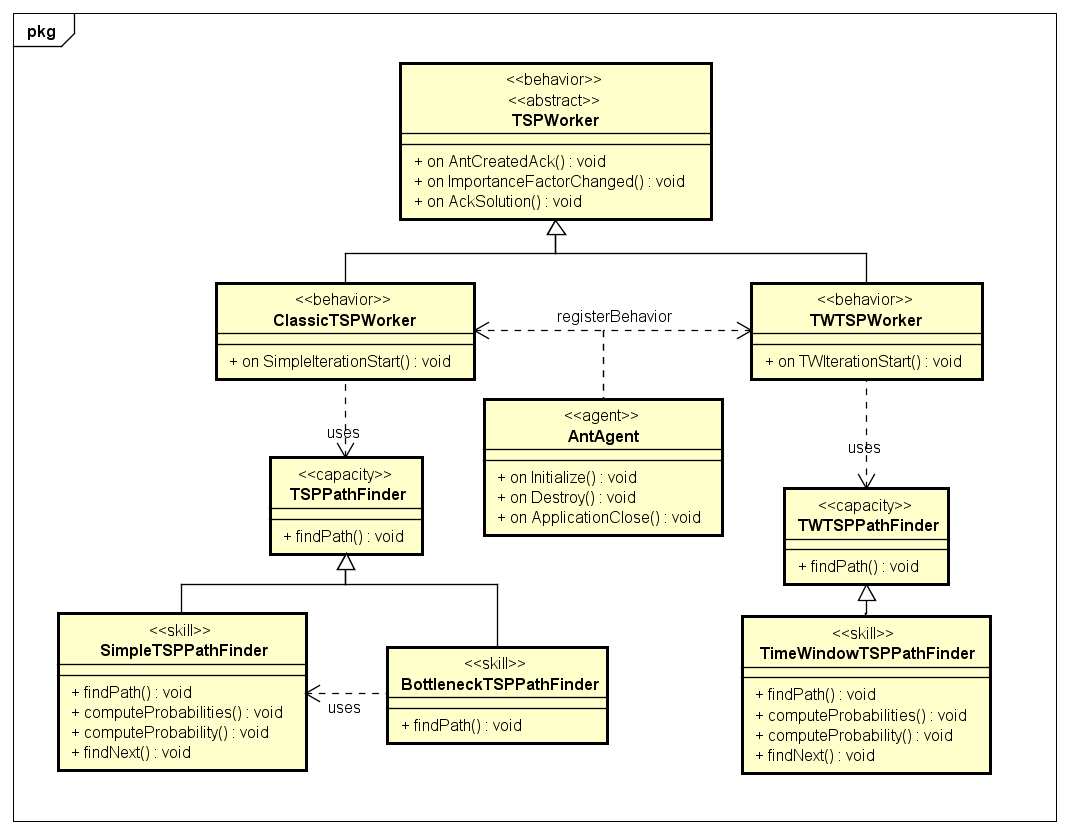 pkg
<<behavior>>
<<abstract>>
TSPWorker
+ on AntCreatedAck() : void
+ on ImportanceFactorChanged() : void
+ on AckSolution() : void
<<behavior>>
ClassicTSPWorker
+ on SimpleIterationStart() : void
registerBehavior
<<behavior>>
TWTSPWorker
+ on TWIterationStart() : void
uses
<<agent>>
AntAgent
+ on Initialize() : void
+ on Destroy() : void
+ on ApplicationClose() : void
uses
<<capacity>>
TSPPathFinder
+ findPath() : void
<<capacity>>
TWTSPPathFinder
+ findPath() : void
<<skill>>
SimpleTSPPathFinder
+ findPath() : void
+ computeProbabilities() : void
+ computeProbability() : void
+ findNext() : void
uses
<<skill>>
BottleneckTSPPathFinder
+ findPath() : void
<<skill>>
TimeWindowTSPPathFinder
+ findPath() : void
+ computeProbabilities() : void
+ computeProbability() : void
+ findNext() : void